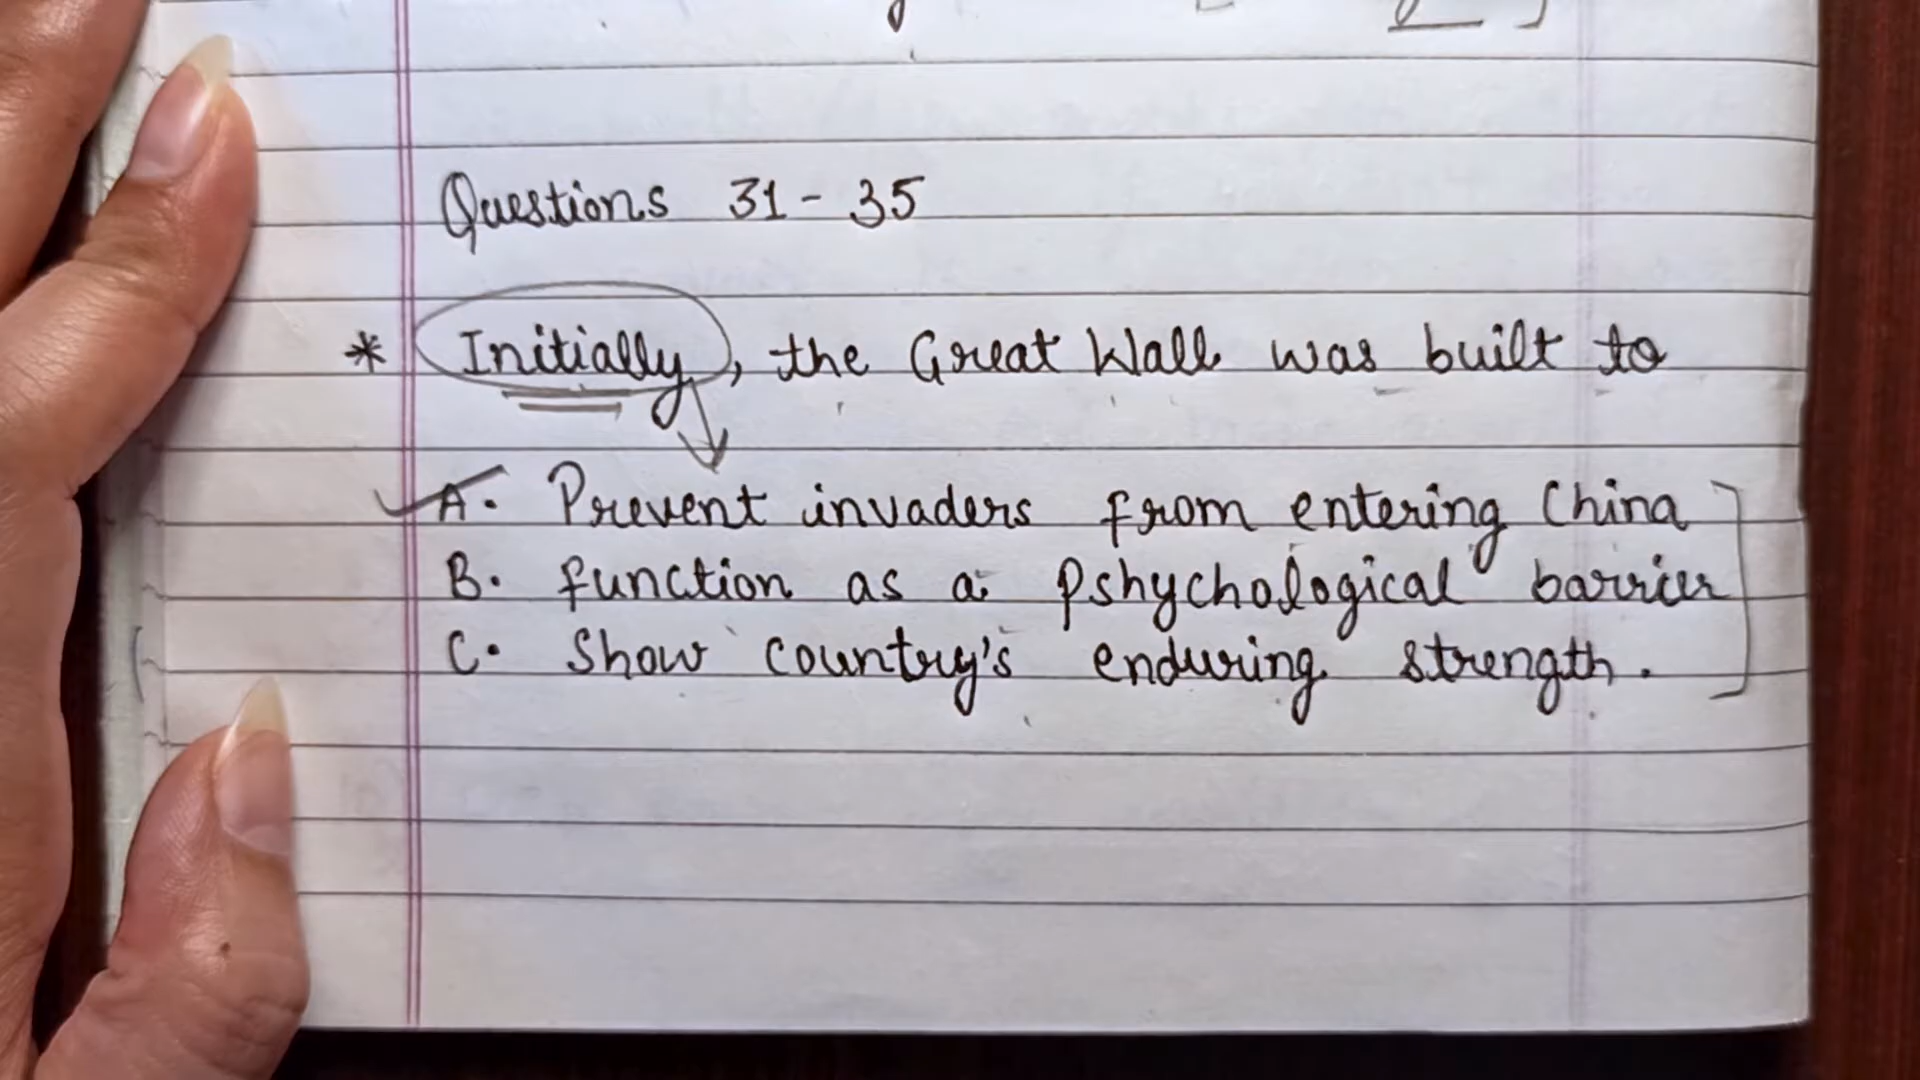 Questions 31 - 35
* Initially, the Great Wall was built to
A. Prevent invaders from entering China
B. function as a pshychological barrier
C. Show country's enduring strength.